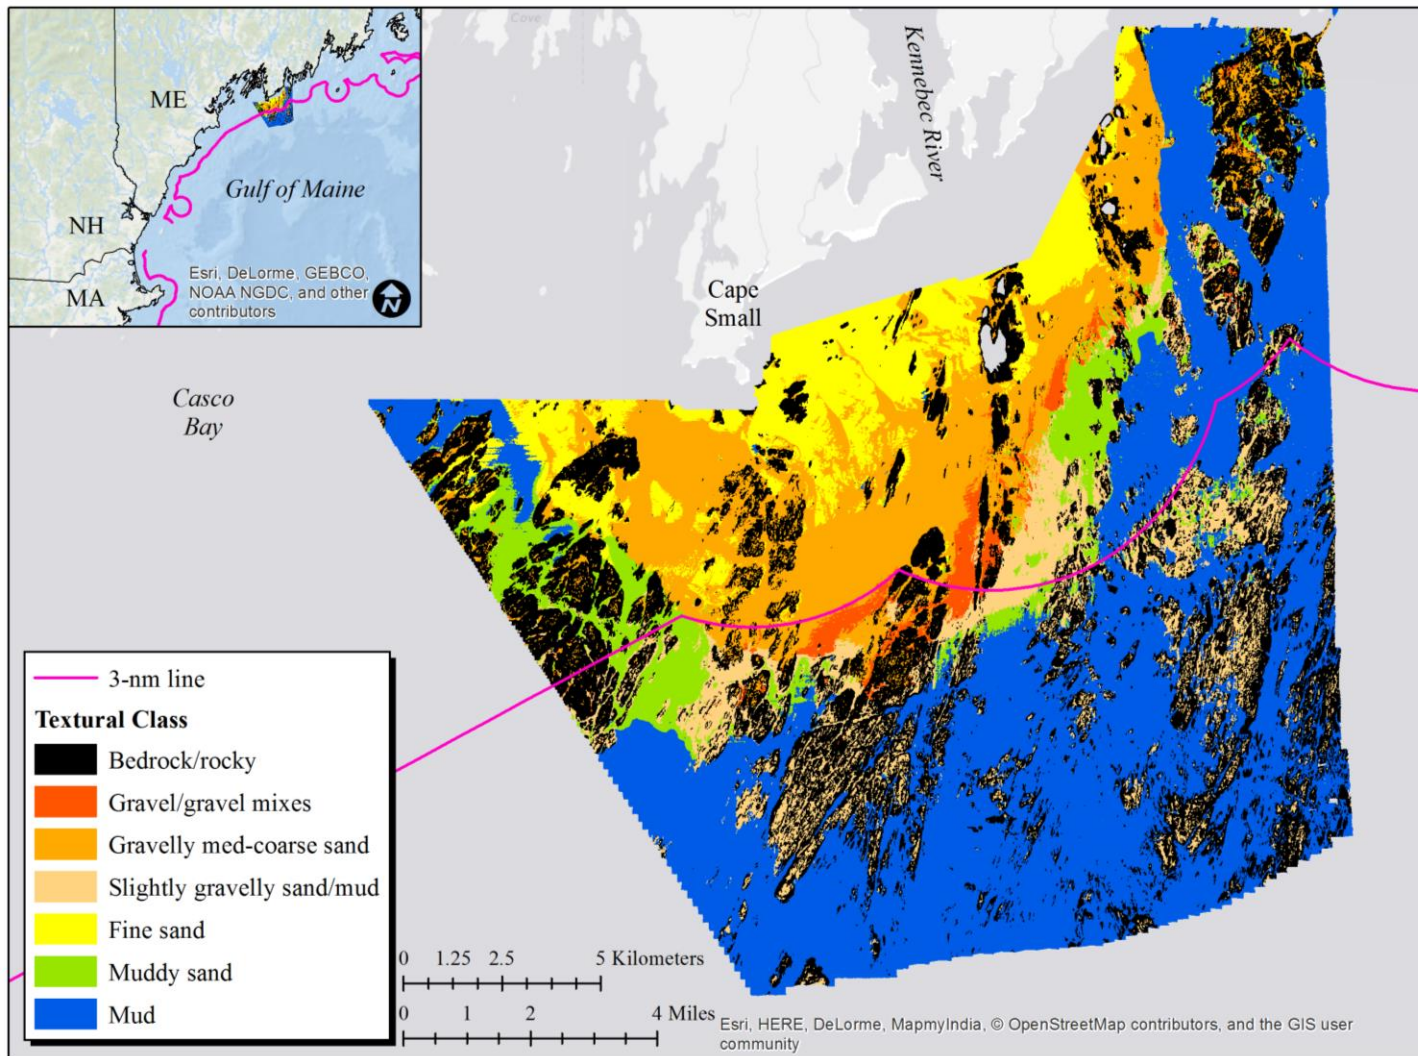 Cove
Kennebec River
ME
Gulf of Maine
NH
MA
Esri, DeLorme, GEBCO,
NOAA NGDC, and other
contributors
N
Cape
Small
Casco
Bay
3-nm line
Textural Class
Bedrock/rocky
Gravel/gravel mixes
Gravelly med-coarse sand
Slightly gravelly sand/mud
Fine sand
Muddy sand
Mud
0 1.25 2.5 5 Kilometers
0 1 2 4 Miles
Esri, HERE, DeLorme, MapmyIndia, © OpenStreetMap contributors, and the GIS user
community